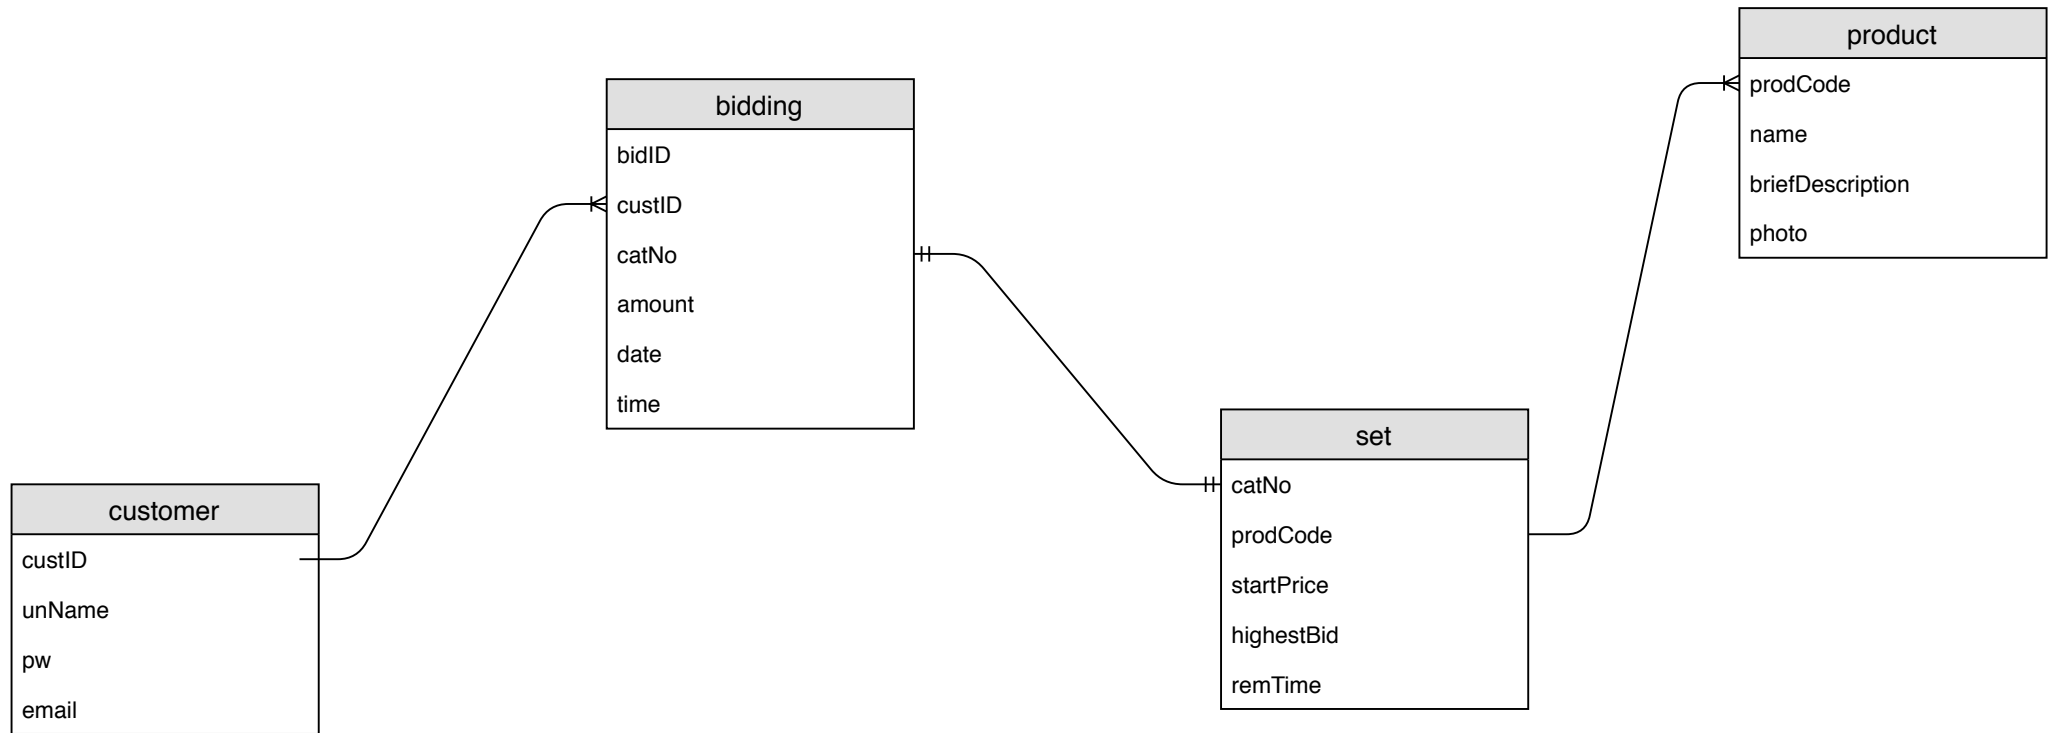 customer
custID
unName
pw
email
bidding
bidID
custID
catNo
amount
date
time
set
catNo
prodCode
startPrice
highestBid
remTime
product
prodCode
name
briefDescription
photo